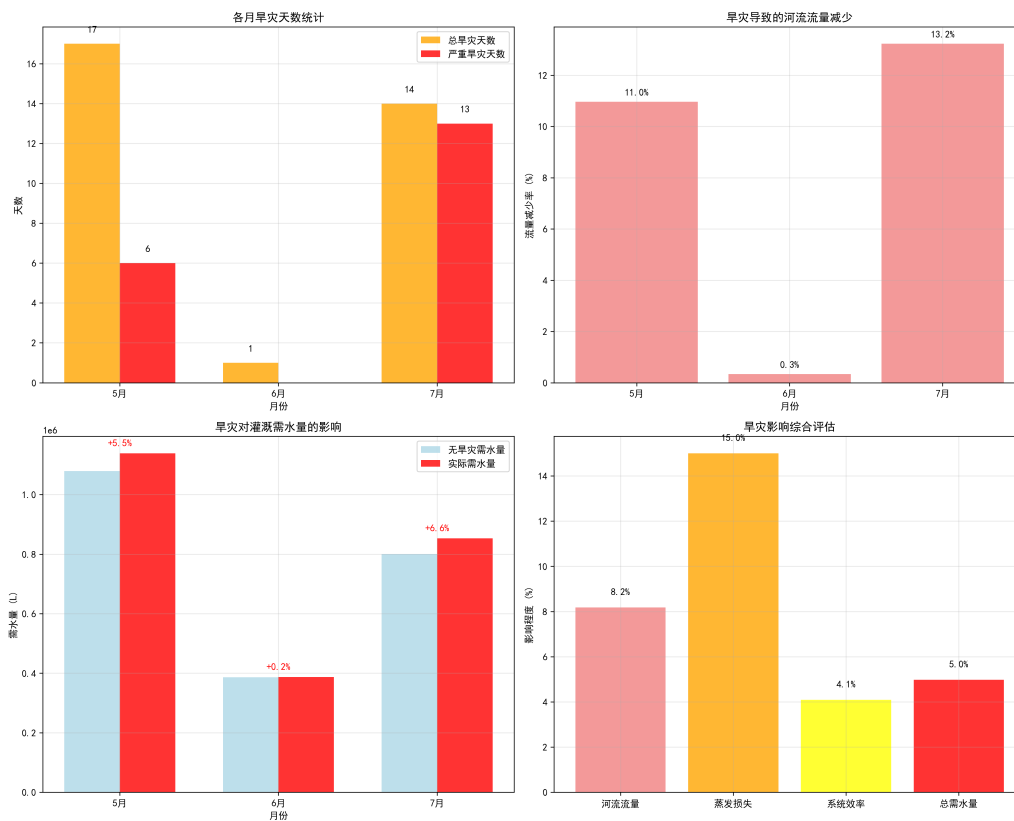 各月旱灾天数统计
总旱灾天数
严重旱灾天数
17
6
1
14
13
天数
16
14
12
10
8
6
4
2
0
5月
6月
7月
月份
旱灾导致的河流流量减少
11.0%
0.3%
13.2%
流量减少率 (%)
12
10
8
6
4
2
0
5月
6月
7月
月份
旱灾对灌溉需水量的影响
1e6
无旱灾需水量
实际需水量
+5.5%
+0.2%
+6.6%
需水量 (L)
1.0
0.8
0.6
0.4
0.2
0.0
5月
6月
7月
月份
旱灾影响综合评估
8.2%
15.0%
4.1%
5.0%
影响程度 (%)
14
12
10
8
6
4
2
0
河流流量
蒸发损失
系统效率
总需水量